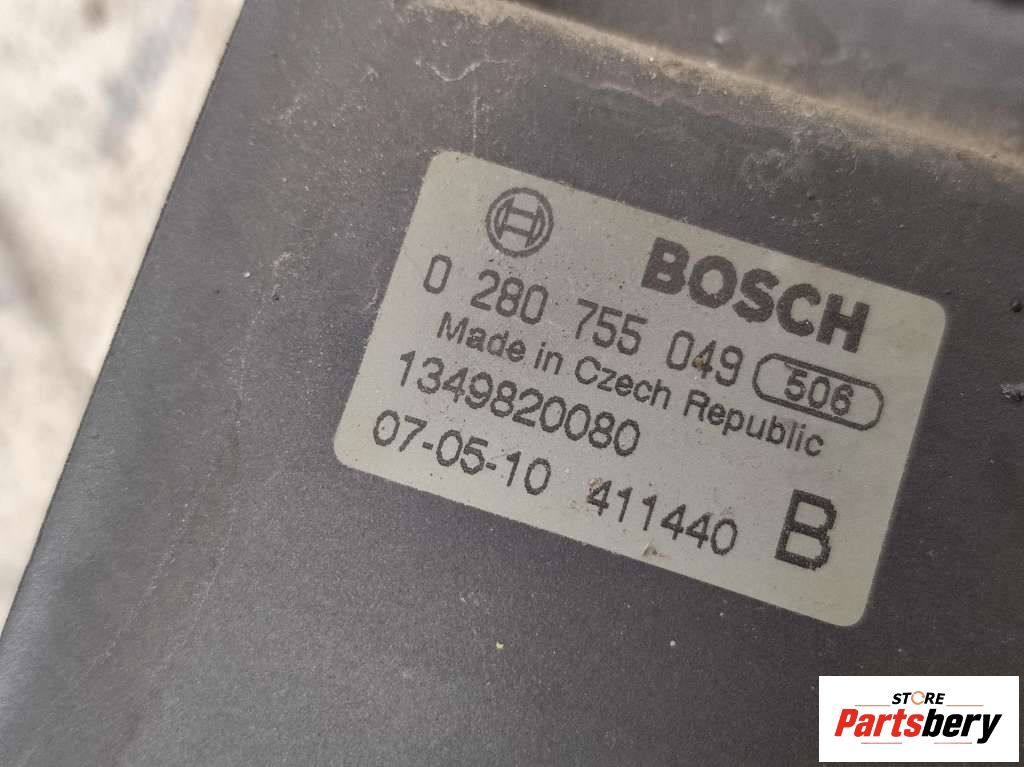 BOSCH
0 280 755 049 506
Made in Czech Republic
1349820080
07-05-10 411440 B
STORE
Partsbery